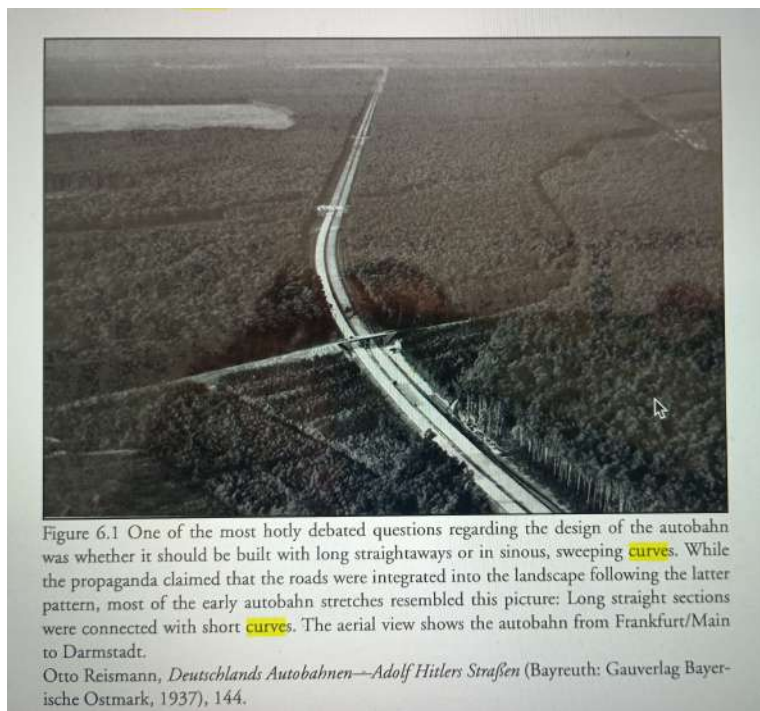 Figure 6.1 One of the most hotly debated questions regarding the design of the autobahn
was whether it should be built with long straightaways or in sinous, sweeping curves. While
the propaganda claimed that the roads were integrated into the landscape following the latter
pattern, most of the early autobahn stretches resembled this picture: Long straight sections
were connected with short curves. The aerial view shows the autobahn from Frankfurt/Main
to Darmstadt.
Otto Reismann, Deutschlands Autobahnen—Adolf Hitlers Straßen (Bayreuth: Gauverlag Bayer-
ische Ostmark, 1937), 144.